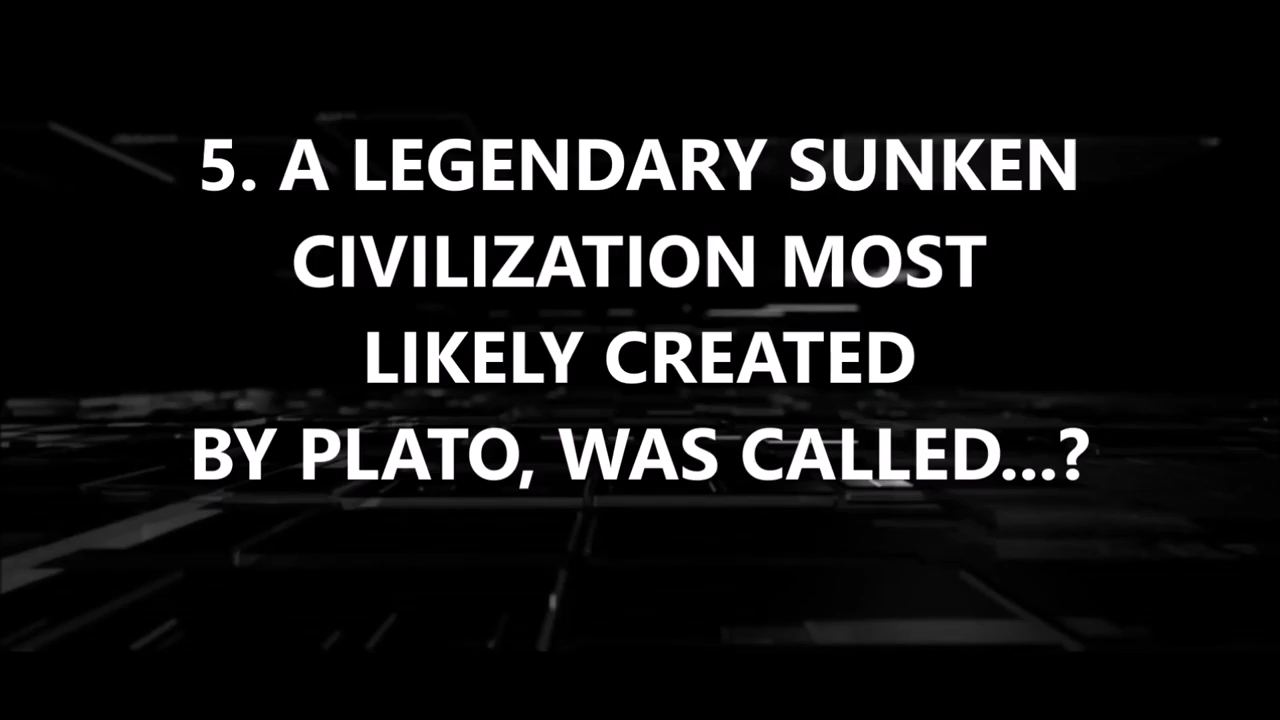 5. A LEGENDARY SUNKEN
CIVILIZATION MOST
LIKELY CREATED
BY PLATO, WAS CALLED...?